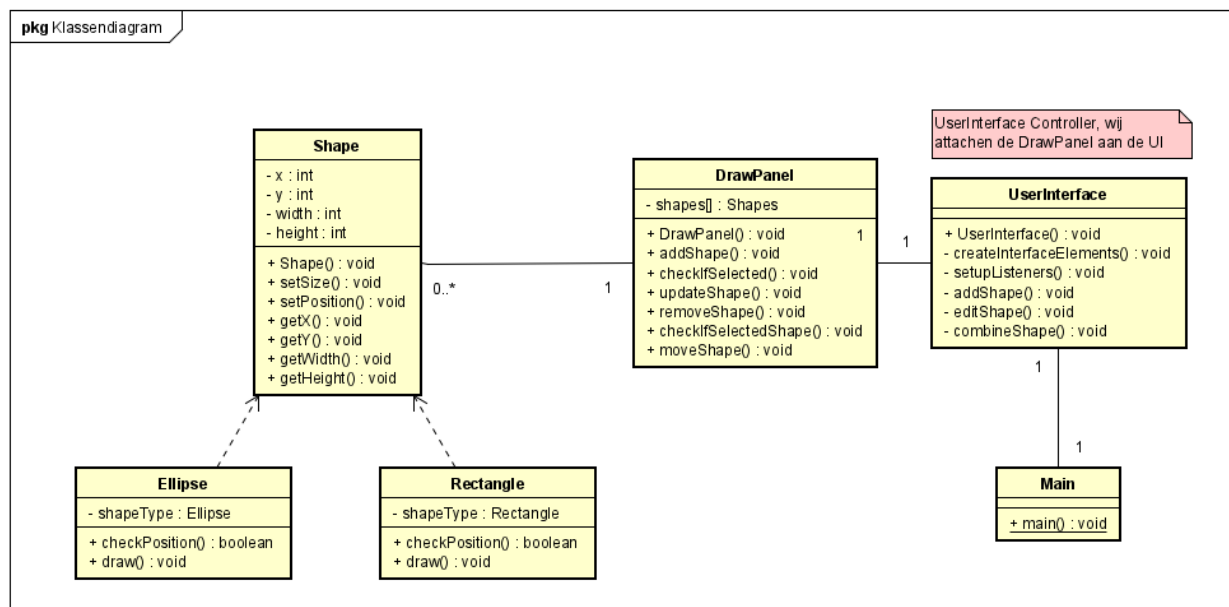 pkg Klassendiagram
Shape
- x : int
- y : int
- width : int
- height : int
+ Shape() : void
+ setSize() : void
+ setPosition() : void
+ getX() : void
+ getY() : void
+ getWidth() : void
+ getHeight() : void
0..*
1
DrawPanel
- shapes[] : Shapes
+ DrawPanel() : void
+ addShape() : void
+ checkIfSelected() : void
+ updateShape() : void
+ removeShape() : void
+ checkIfSelectedShape() : void
+ moveShape() : void
1
1
UserInterface Controller, wij
attachen de DrawPanel aan de UI
UserInterface
+ UserInterface() : void
- createInterfaceElements() : void
- setupListeners() : void
- addShape() : void
- editShape() : void
- combineShape() : void
1
1
Ellipse
- shapeType : Ellipse
+ checkPosition() : boolean
+ draw() : void
Rectangle
- shapeType : Rectangle
+ checkPosition() : boolean
+ draw() : void
Main
+ main() : void